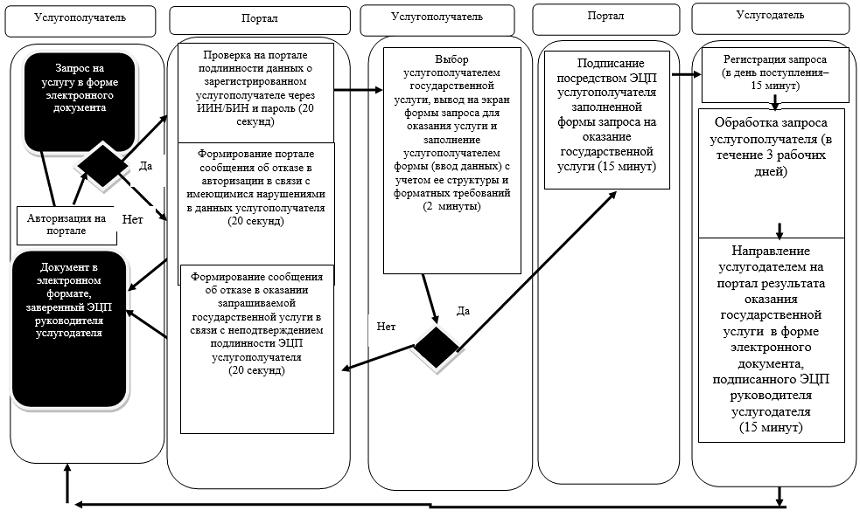 Услугополучатель
Портал
Услугополучатель
Портал
Услугодатель
Запрос на
услугу в форме
электронного
документа
Да
Нет
Авторизация на
портале
Документ в
электронном
формате,
заверенный ЭЦП
руководителя
услугодателя
Проверка на портале
подлинности данных о
зарегистрированном
услугополучателе через
ИИН/БИН и пароль (20
секунд)
Формирование портале
сообщения об отказе в
авторизации в связи с
имеющимися нарушениями
в данных услугополучателя
(20 секунд)
Формирование сообщения
об отказе в оказании
запрашиваемой
государственной услуги в
связи с неподтверждением
подлинности ЭЦП
услугополучателя
(20 секунд)
Выбор
услугополучателем
государственной
услуги, вывод на экран
формы запроса для
оказания услуги и
заполнение
услугополучателем
формы (ввод данных) с
учетом ее структуры и
форматных требований
(2 минуты)
Да
Нет
Подписание
посредством ЭЦП
услугополучателя
заполненной
формы запроса на
оказание
государственной
услуги (15 минут)
Регистрация запроса
(в день поступления–
15 минут)
Обработка запроса
услугополучателя (в
течение 3 рабочих
дней)
Направление
услугодателем на
портал результата
оказания
государственной
услуги в форме
электронного
документа,
подписанного ЭЦП
руководителя
услугодателя
(15 минут)